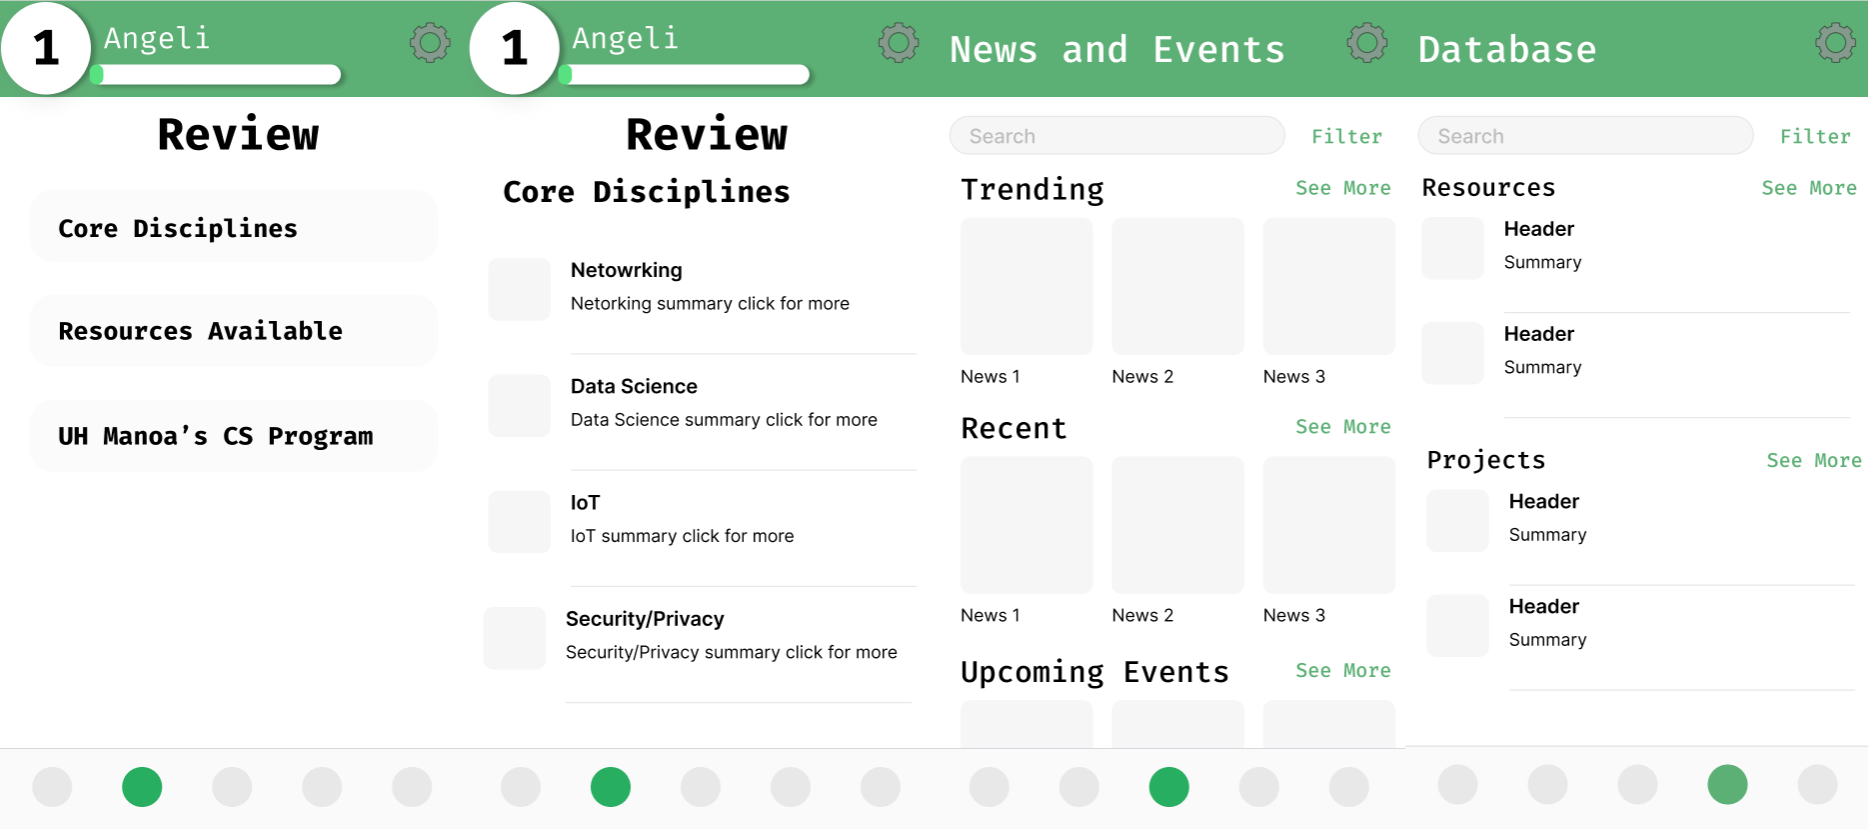 1
Angeli
Review
Core Disciplines
Resources Available
UH Manoa’s CS Program
1
Angeli
Review
Core Disciplines
Netowrking
Netorking summary click for more
Data Science
Data Science summary click for more
IoT
IoT summary click for more
Security/Privacy
Security/Privacy summary click for more
News and Events
Search
Filter
Trending
See More
News 1
News 2
News 3
Recent
See More
News 1
News 2
News 3
Upcoming Events
See More
Database
Search
Filter
Resources
See More
Header
Summary
Header
Summary
Projects
See More
Header
Summary
Header
Summary